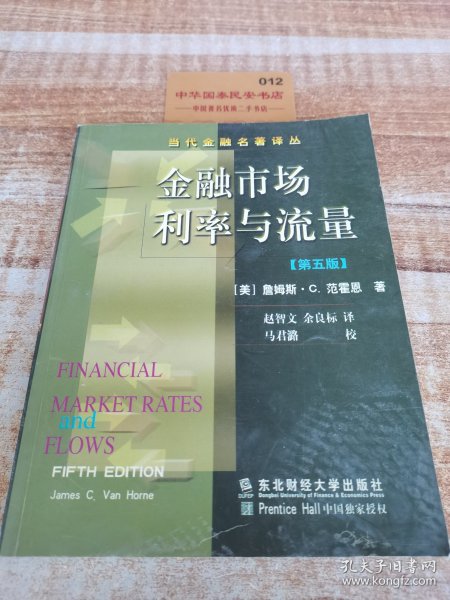 012
中华国泰民安书店
中国著名优质二手书店
当代金融名著译丛
金融市场
利率与流量
【第五版】
[美] 詹姆斯·C. 范霍恩 著
赵智文 余良标 译
马君潞 校
FINANCIAL
MARKET RATES
and
FLOWS
FIFTH EDITION
James C. Van Horne
DUFEP
东北财经大学出版社
Dongbei University of Finance & Economics Press
Prentice Hall 中国独家授权
孔夫子旧书网
www.kongfz.com